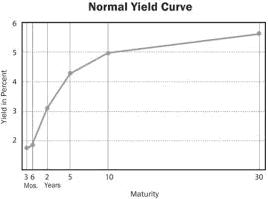 Normal Yield Curve
Yield in Percent
6
5
4
3
2
3 6 2 5 10 30
Mos. Years
Maturity